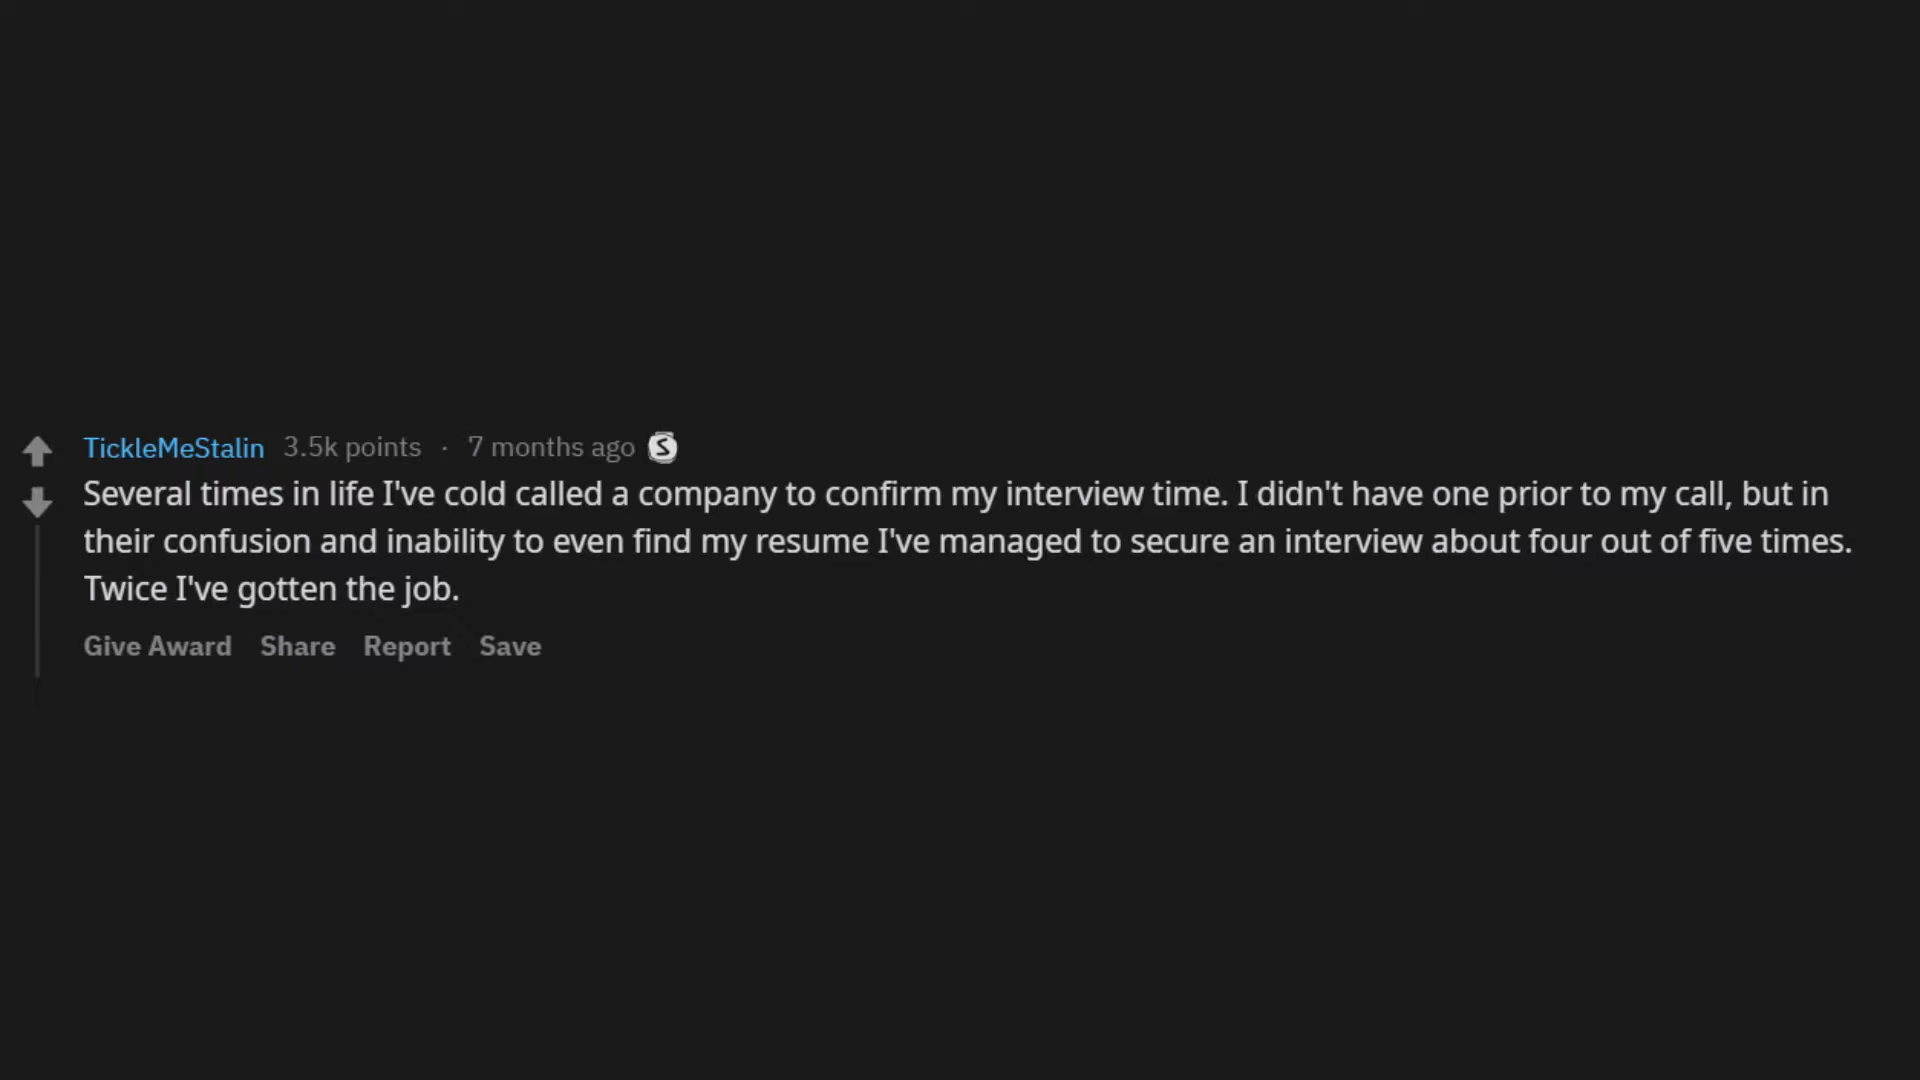 TickleMeStalin 3.5k points · 7 months ago S
Several times in life I've cold called a company to confirm my interview time. I didn't have one prior to my call, but in
their confusion and inability to even find my resume I've managed to secure an interview about four out of five times.
Twice I've gotten the job.
Give Award Share Report Save